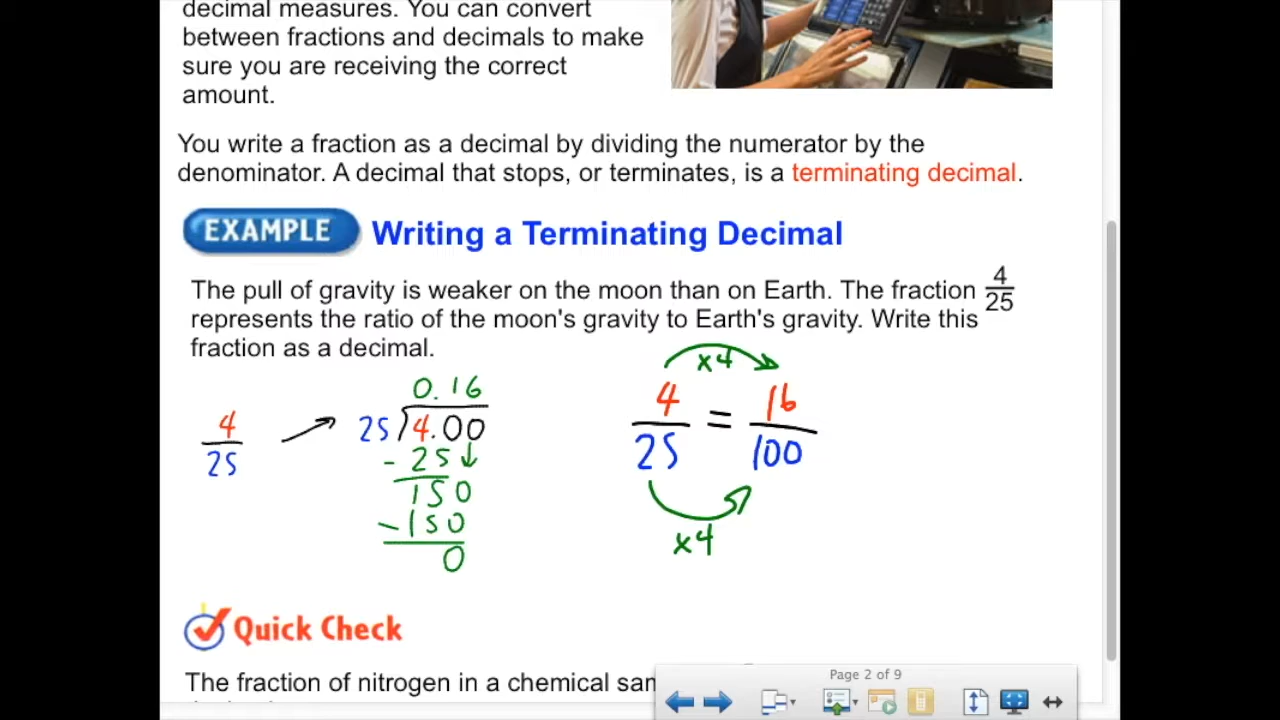 decimal measures. You can convert
between fractions and decimals to make
sure you are receiving the correct
amount.
You write a fraction as a decimal by dividing the numerator by the
denominator. A decimal that stops, or terminates, is a terminating decimal.
EXAMPLE Writing a Terminating Decimal
The pull of gravity is weaker on the moon than on Earth. The fraction 4/25
represents the ratio of the moon's gravity to Earth's gravity. Write this
fraction as a decimal.
0.16
4/25 → 25)4.00
- 25↓
150
-150
0
x4
4/25 = 16/100
x4
Quick Check
The fraction of nitrogen in a chemical
Page 2 of 9